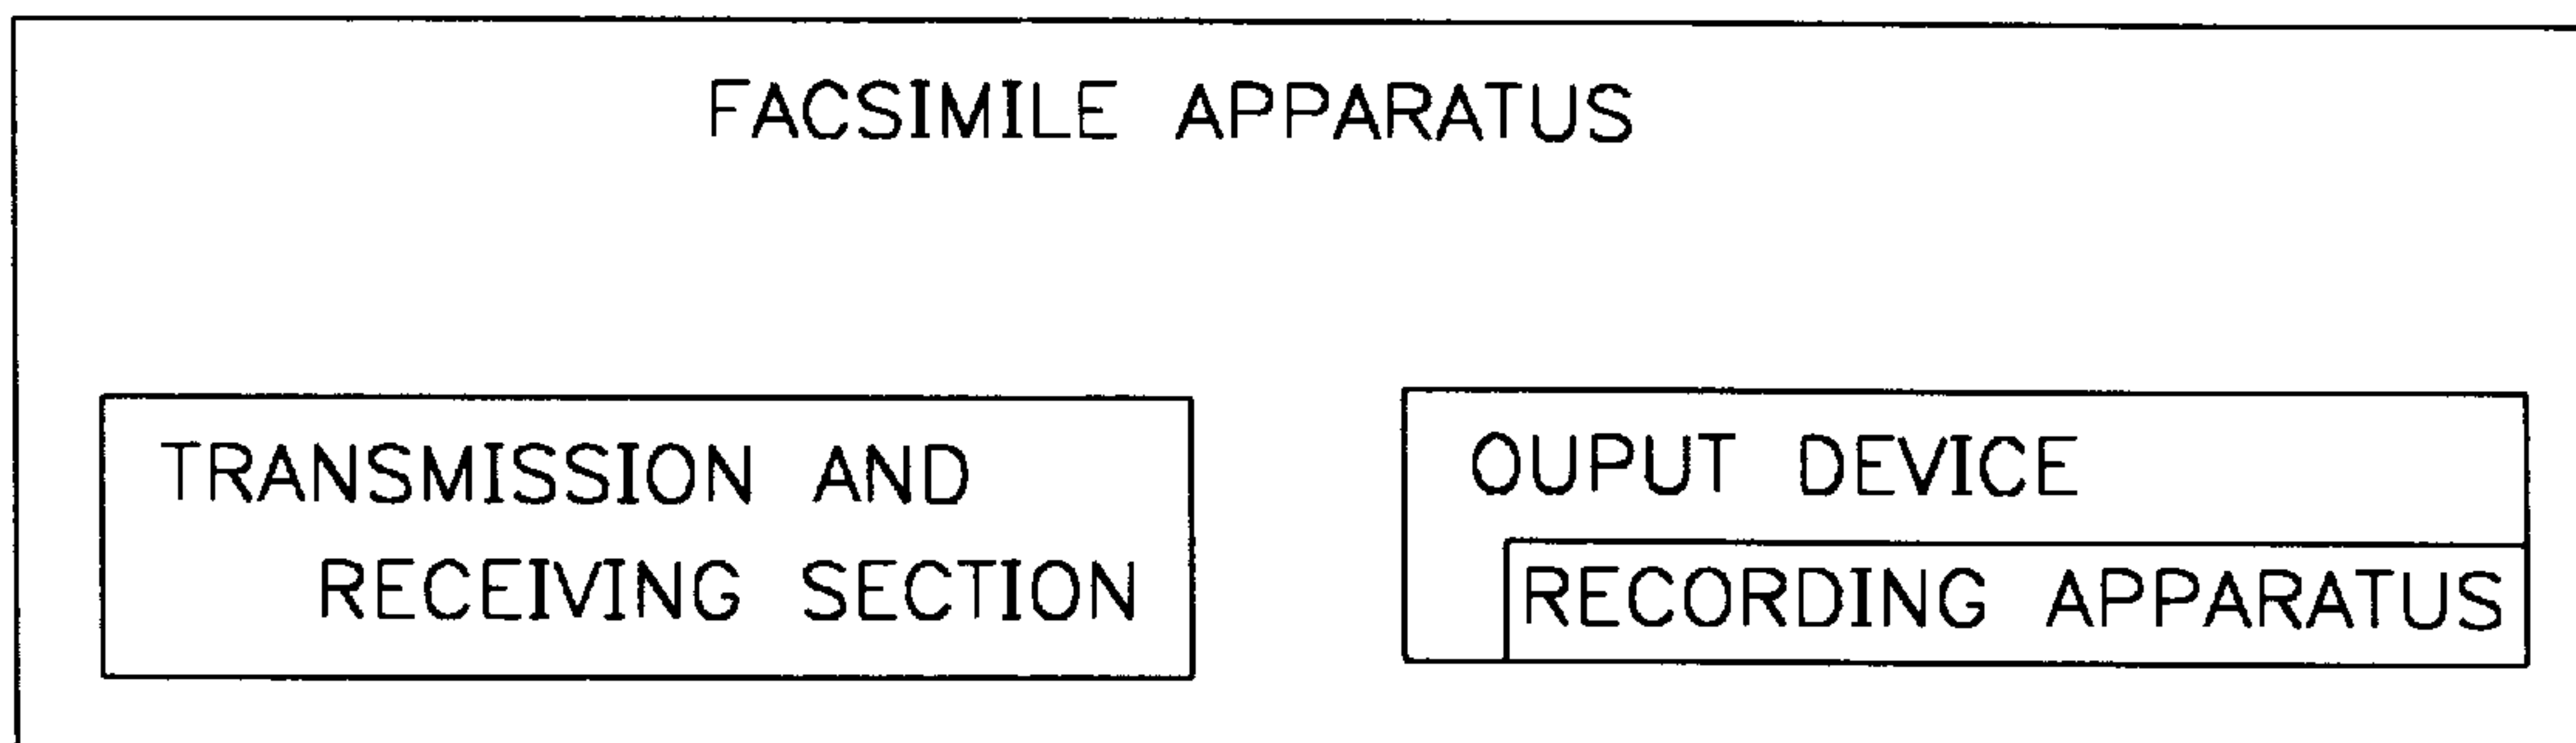 FACSIMILE APPARATUS
TRANSMISSION AND
RECEIVING SECTION
OUPUT DEVICE
RECORDING APPARATUS